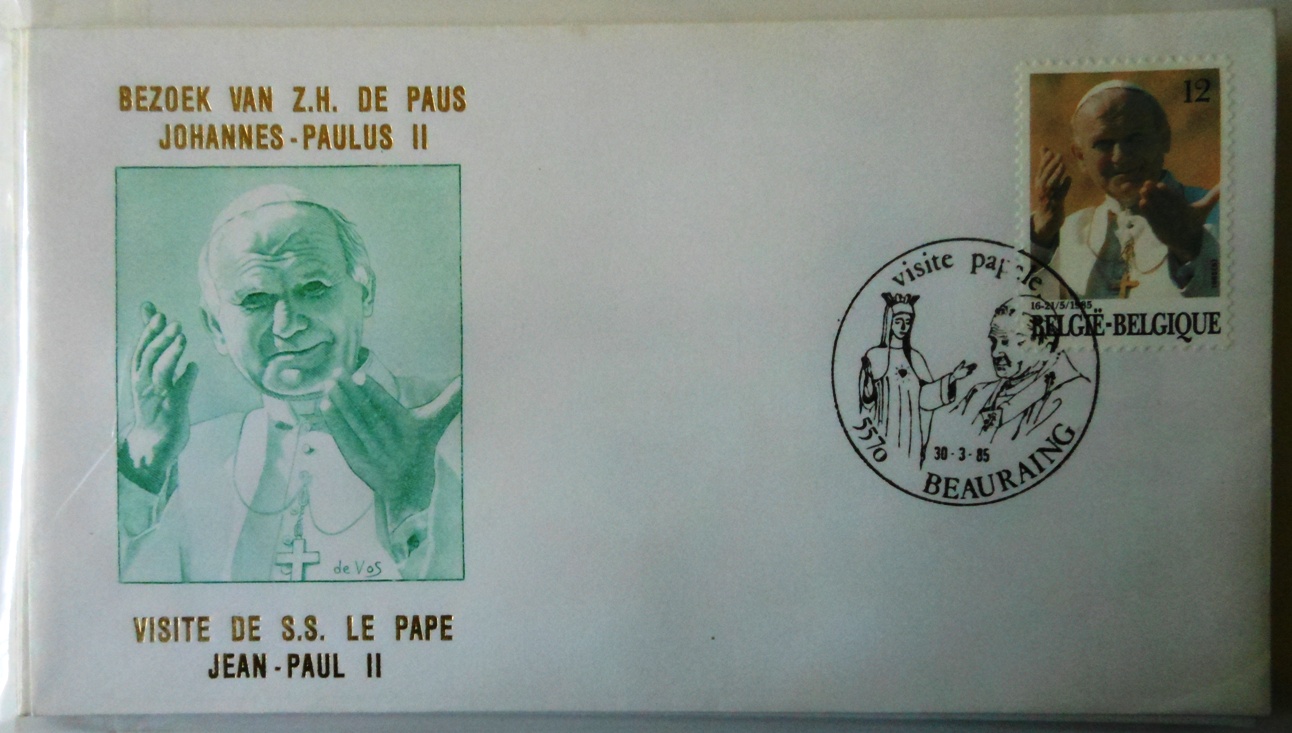 BEZOEK VAN Z.H. DE PAUS
JOHANNES-PAULUS II
de Vos
VISITE DE S.S. LE PAPE
JEAN-PAUL II
12
16-21/5/1985
BELGIË-BELGIQUE
visite papale
5570
30-3-85
BEAURAING